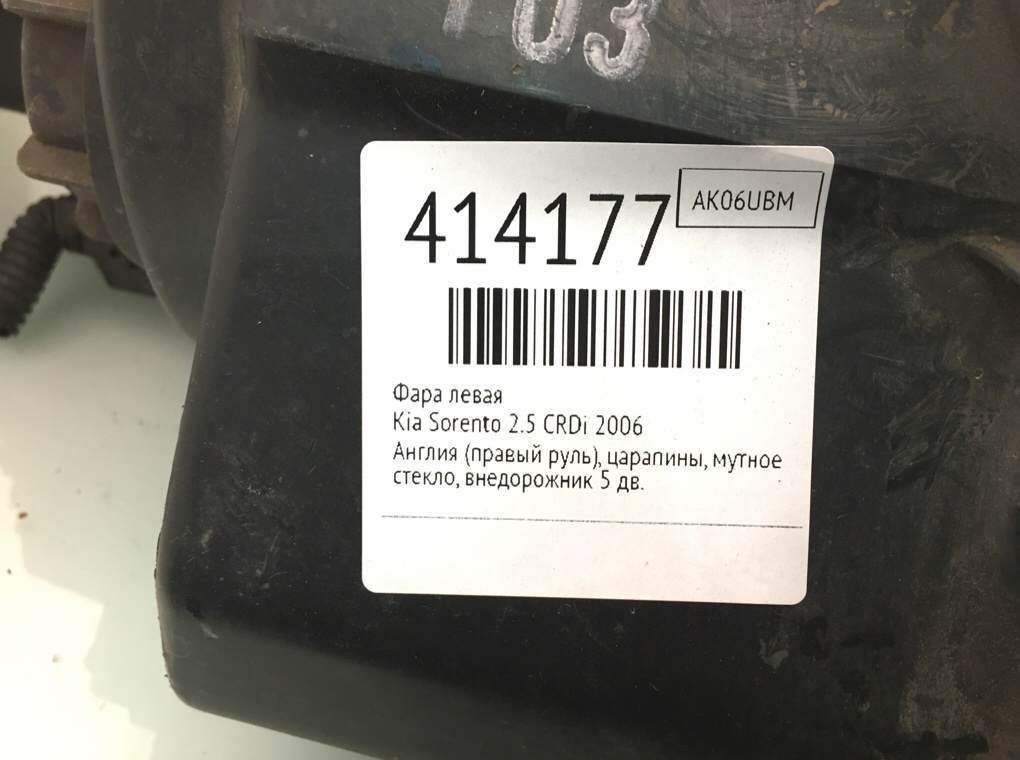 03
414177
AK06UBM
Фара левая
Kia Sorento 2.5 CRDi 2006
Англия (правый руль), царапины, мутное
стекло, внедорожник 5 дв.